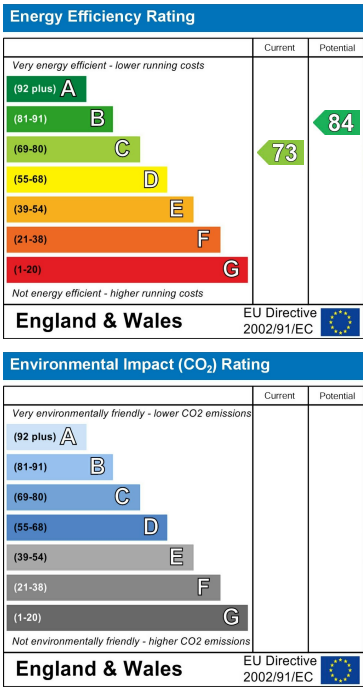 Energy Efficiency Rating
Current Potential
Very energy efficient - lower running costs
(92 plus) A
(81-91) B
84
(69-80) C
73
(55-68) D
(39-54) E
(21-38) F
(1-20) G
Not energy efficient - higher running costs
England & Wales
EU Directive
2002/91/EC
Environmental Impact (CO₂) Rating
Current Potential
Very environmentally friendly - lower CO2 emissions
(92 plus) A
(81-91) B
(69-80) C
(55-68) D
(39-54) E
(21-38) F
(1-20) G
Not environmentally friendly - higher CO2 emissions
England & Wales
EU Directive
2002/91/EC